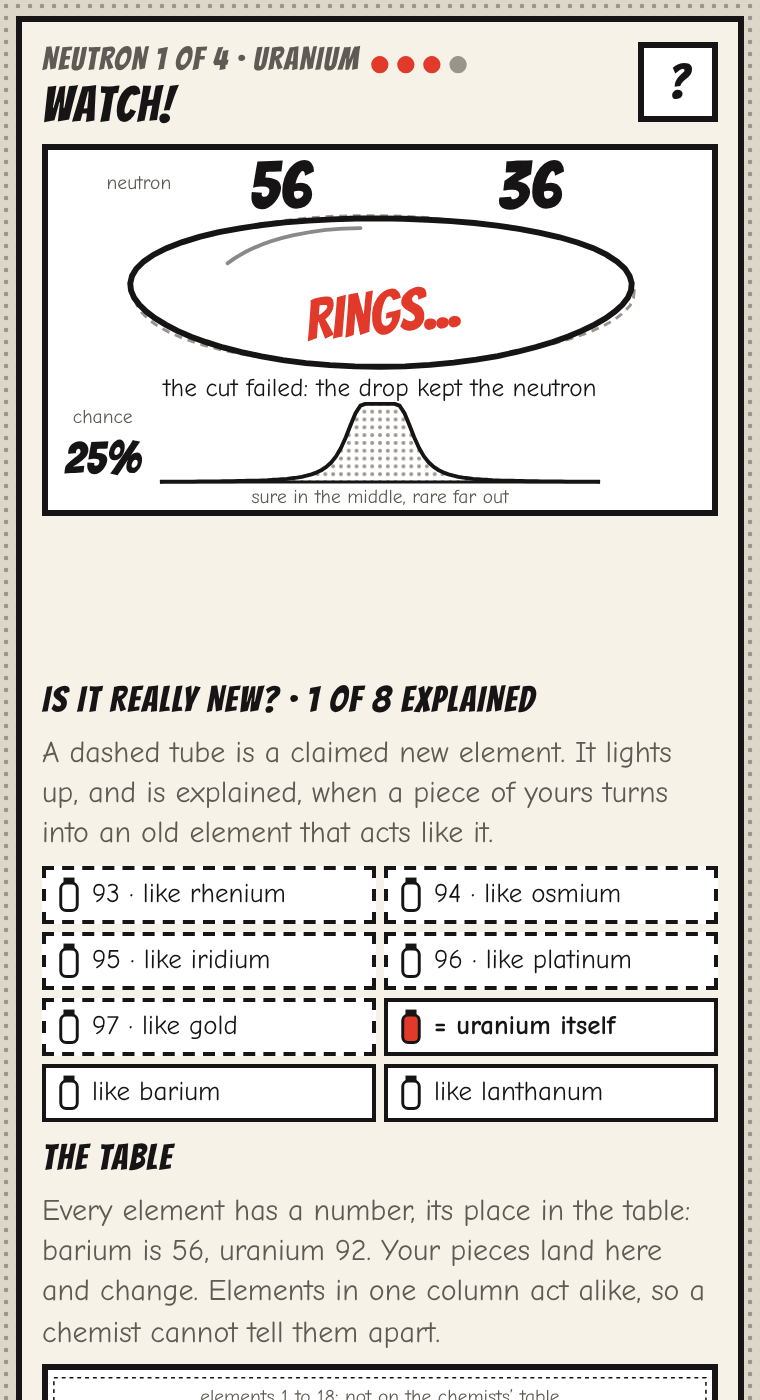 NEUTRON 1 OF 4 · URANIUM
WATCH!
?
neutron
56
36
RINGS...
the cut failed: the drop kept the neutron
chance
25%
sure in the middle, rare far out
IS IT REALLY NEW? · 1 OF 8 EXPLAINED
A dashed tube is a claimed new element. It lights
up, and is explained, when a piece of yours turns
into an old element that acts like it.
93 · like rhenium
94 · like osmium
95 · like iridium
96 · like platinum
97 · like gold
= uranium itself
like barium
like lanthanum
THE TABLE
Every element has a number, its place in the table:
barium is 56, uranium 92. Your pieces land here
and change. Elements in one column act alike, so a
chemist cannot tell them apart.
elements 1 to 18: not on the chemists' table